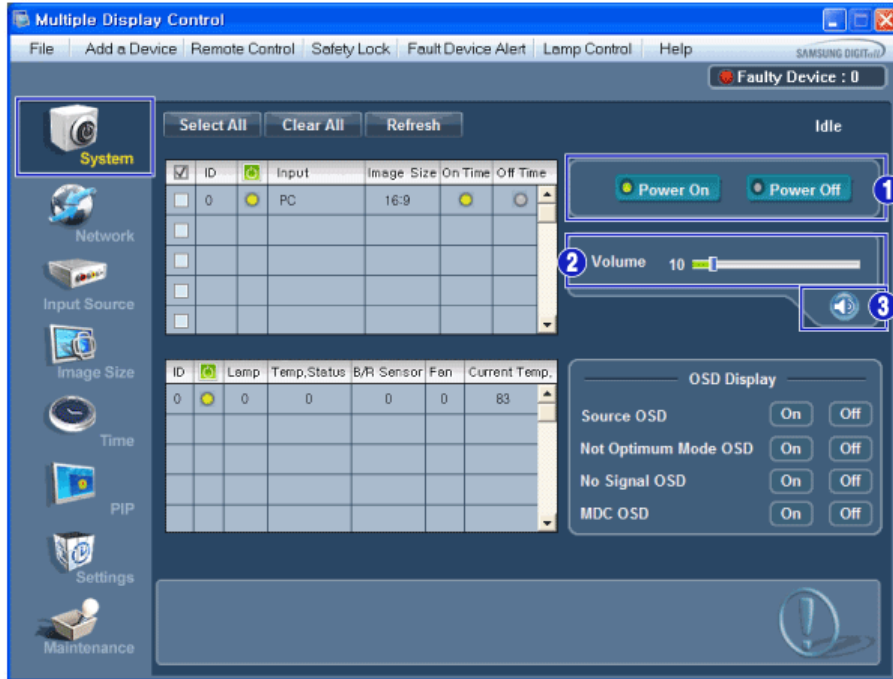 Multiple Display Control
File Add a Device Remote Control Safety Lock Fault Device Alert Lamp Control Help SAMSUNG DIGITall
Faulty Device : 0
Select All Clear All Refresh Idle
System
Network
Input Source
Image Size
Time
PIP
Settings
Maintenance
ID Input Image Size On Time Off Time
0 PC 16:9
Power On Power Off 1
2 Volume 10
3
ID Lamp Temp.Status B/R Sensor Fan Current Temp.
0 0 0 0 0 83
OSD Display
Source OSD On Off
Not Optimum Mode OSD On Off
No Signal OSD On Off
MDC OSD On Off